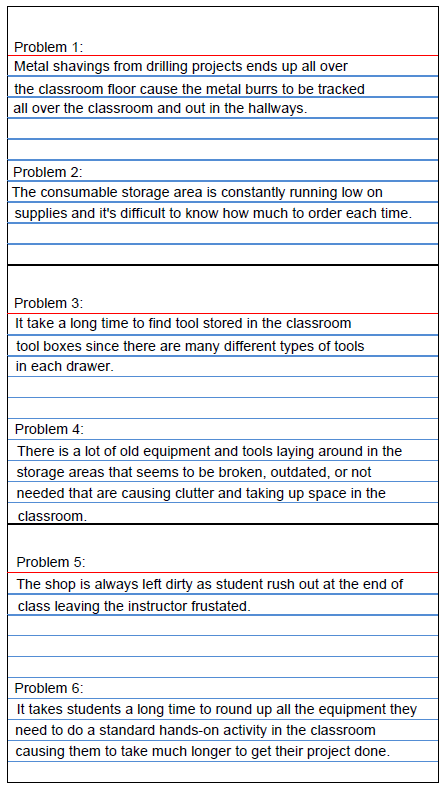 Problem 1:
Metal shavings from drilling projects ends up all over
the classroom floor cause the metal burrs to be tracked
all over the classroom and out in the hallways.
Problem 2:
The consumable storage area is constantly running low on
supplies and it's difficult to know how much to order each time.
Problem 3:
It take a long time to find tool stored in the classroom
tool boxes since there are many different types of tools
in each drawer.
Problem 4:
There is a lot of old equipment and tools laying around in the
storage areas that seems to be broken, outdated, or not
needed that are causing clutter and taking up space in the
classroom.
Problem 5:
The shop is always left dirty as student rush out at the end of
class leaving the instructor frustated.
Problem 6:
It takes students a long time to round up all the equipment they
need to do a standard hands-on activity in the classroom
causing them to take much longer to get their project done.